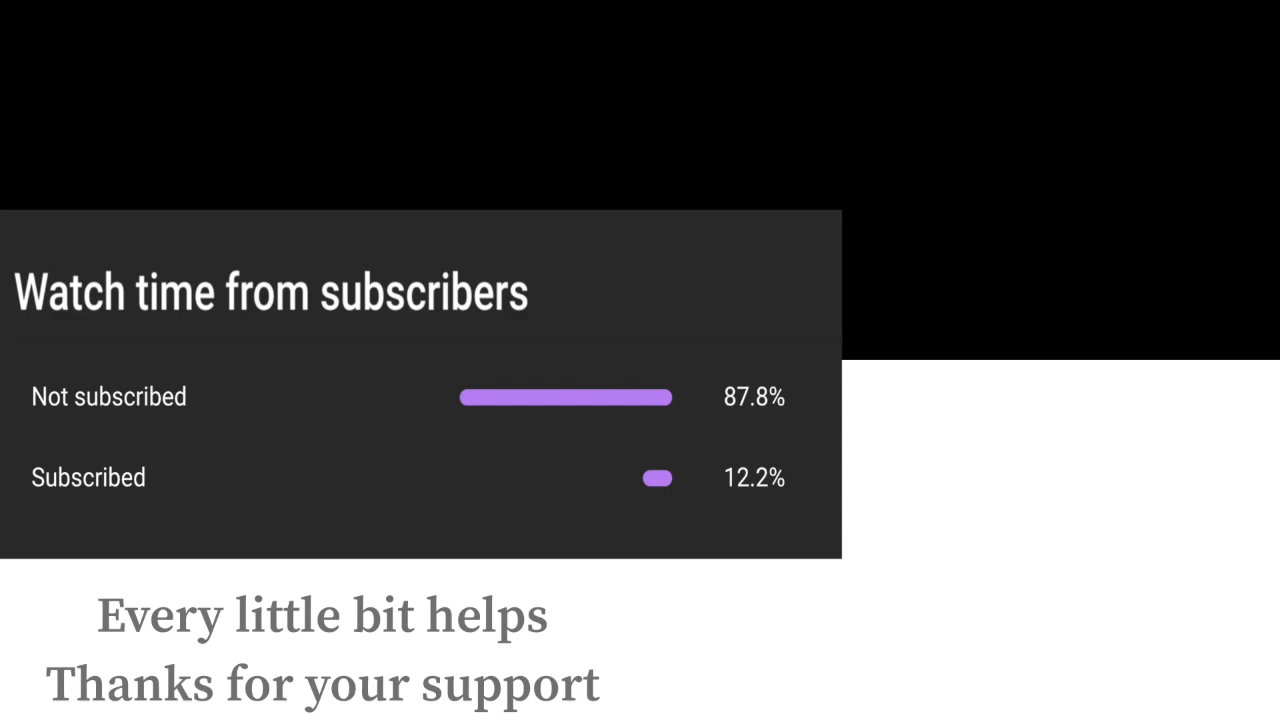 Watch time from subscribers
Not subscribed 87.8%
Subscribed 12.2%
Every little bit helps
Thanks for your support